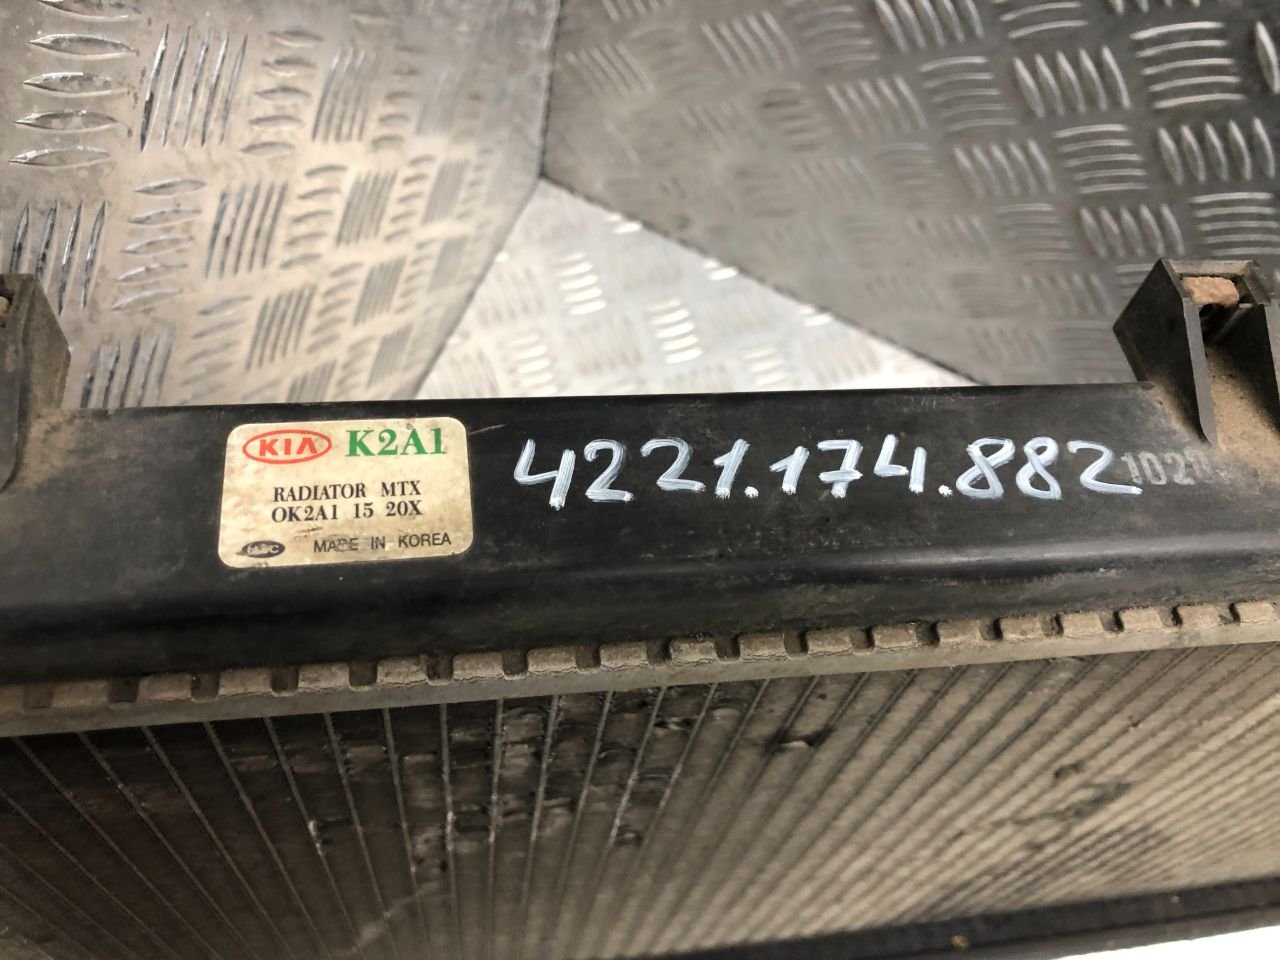 KIA K2A1
RADIATOR MTX
OK2A1 15 20X
MADE IN KOREA
4221.174.882